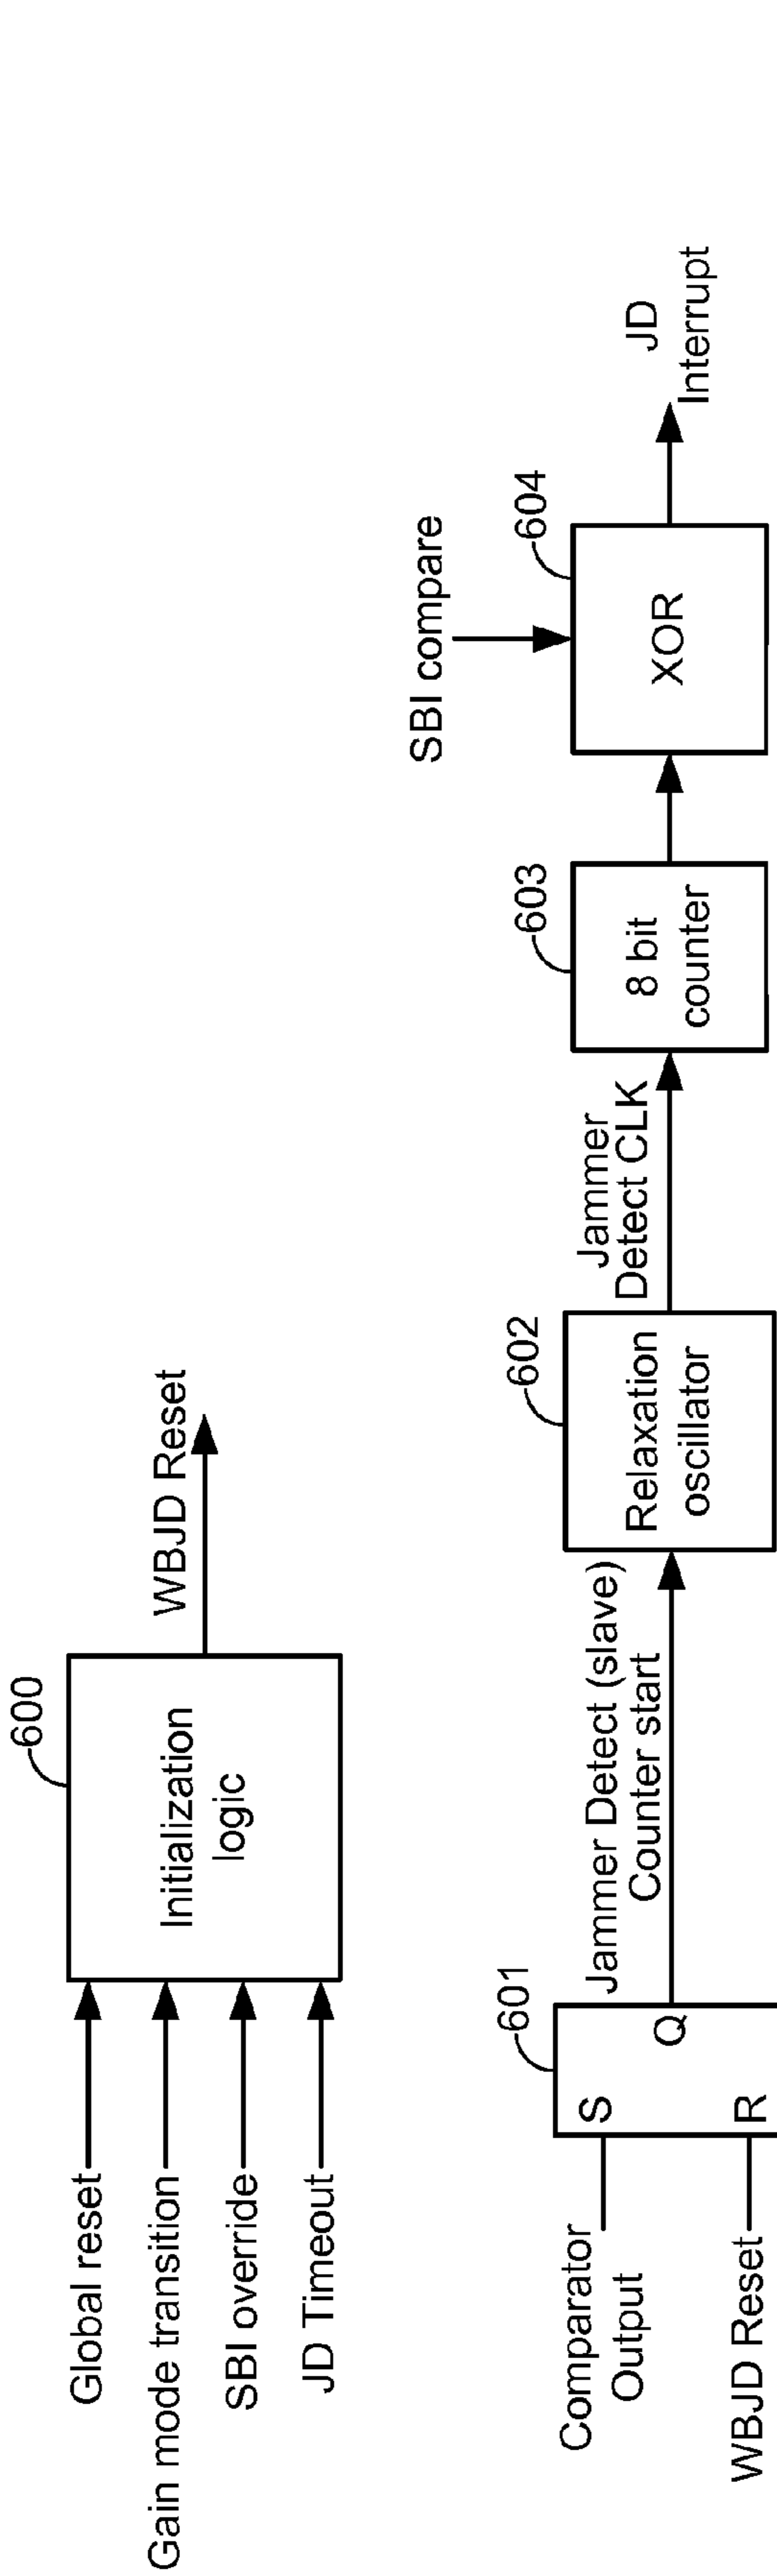 600
Global reset
Gain mode transition
SBI override
JD Timeout
Initialization
logic
WBJD Reset
Comparator
Output
WBJD Reset
601
S
R
Q
Jammer Detect (slave)
Counter start
602
Relaxation
oscillator
Jammer
Detect CLK
603
8 bit
counter
SBI compare
604
XOR
JD
Interrupt